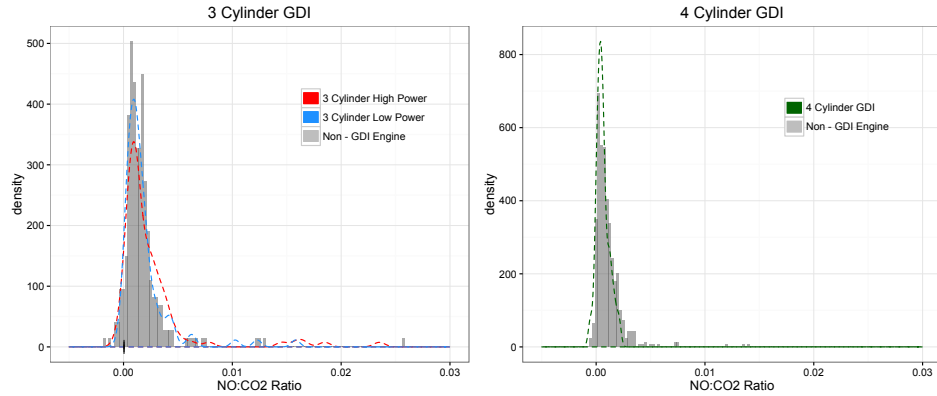 3 Cylinder GDI
500
400
300
200
100
0
density
3 Cylinder High Power
3 Cylinder Low Power
Non - GDI Engine
0.00
0.01
0.02
0.03
NO:CO2 Ratio
4 Cylinder GDI
800
600
400
200
0
density
4 Cylinder GDI
Non - GDI Engine
0.00
0.01
0.02
0.03
NO:CO2 Ratio